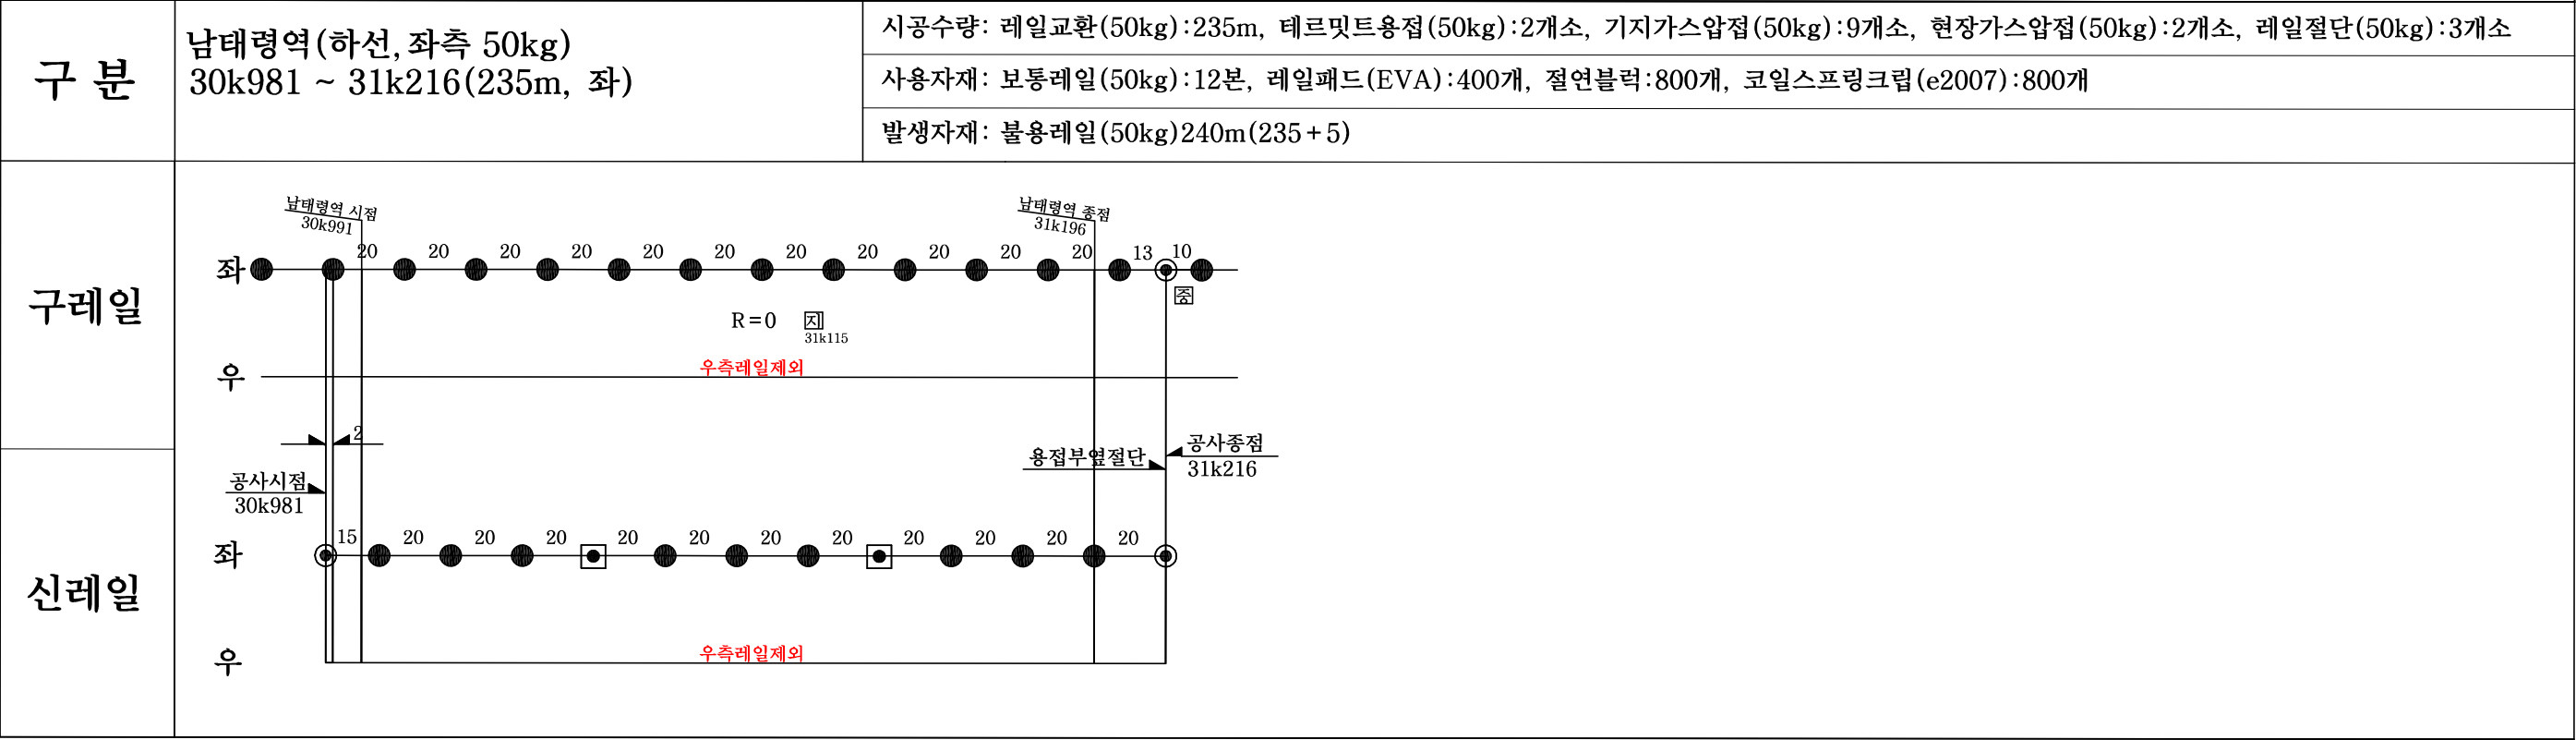 구 분
남태령역(하선,좌측 50kg)
30k981 ~ 31k216(235m, 좌)
시공수량: 레일교환(50kg):235m, 테르밋트용접(50kg):2개소, 기지가스압접(50kg):9개소, 현장가스압접(50kg):2개소, 레일절단(50kg):3개소
사용자재: 보통레일(50kg):12본, 레일패드(EVA):400개, 절연블럭:800개, 코일스프링크립(e2007):800개
발생자재: 불용레일(50kg)240m(235+5)
구레일
남태령역 시점
30k991
남태령역 종점
31k196
20 20 20 20 20 20 20 20 20 20 20 13 10
좌
중
R=0 지
31k115
우측레일제외
우
2
공사종점
31k216
용접부옆절단
공사시점
30k981
신레일
15 20 20 20 20 20 20 20 20 20 20 20
좌
우측레일제외
우